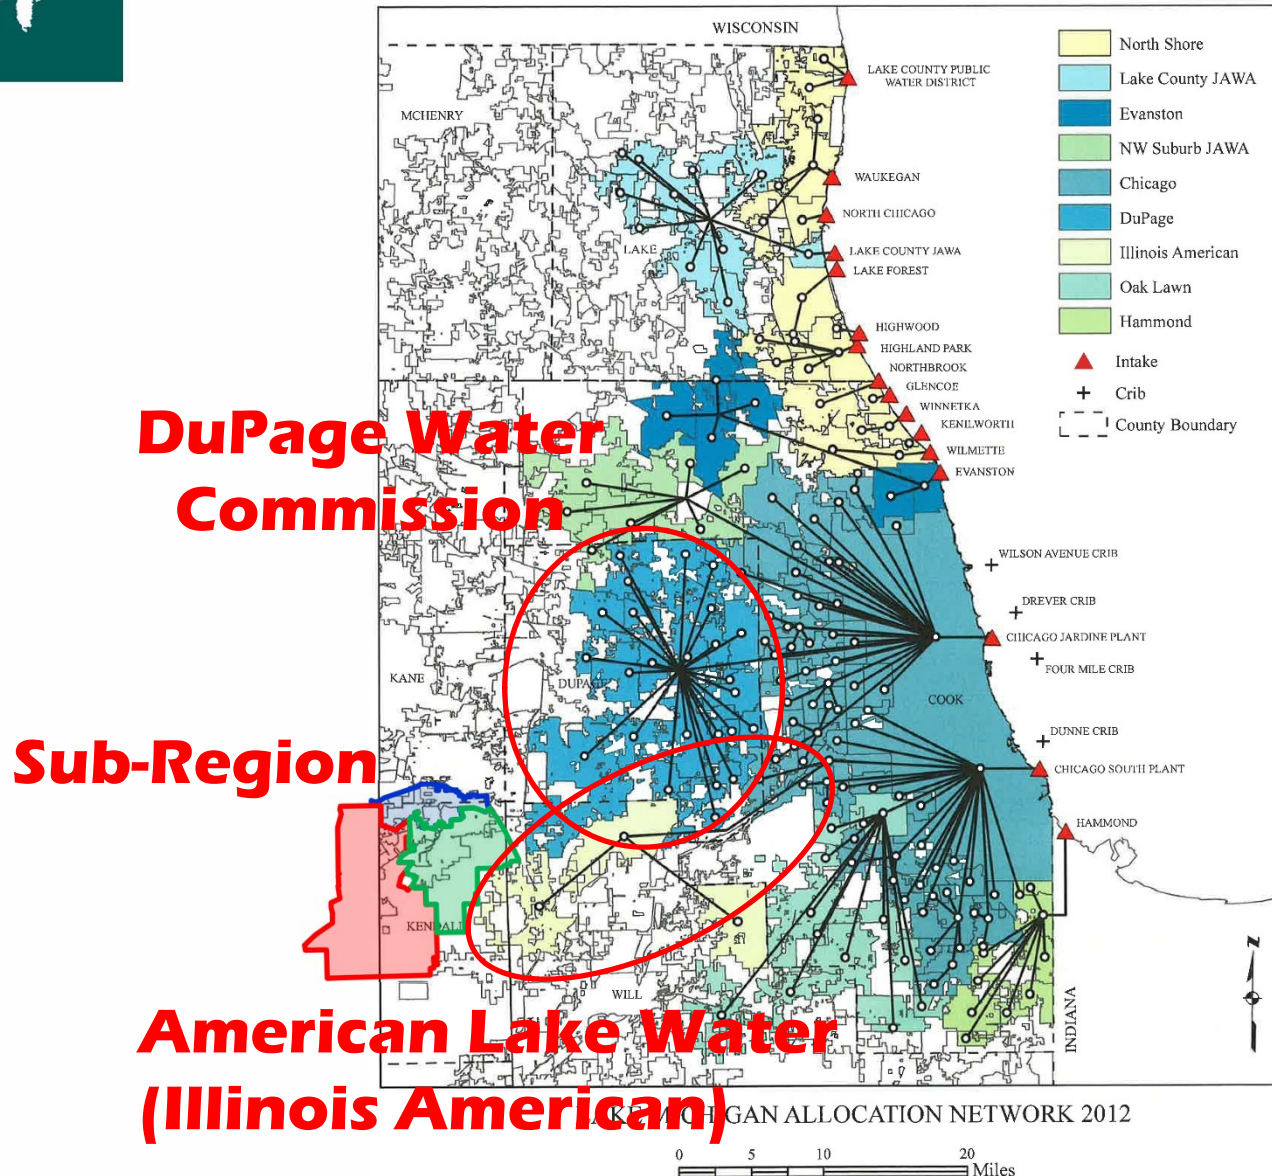 WISCONSIN
North Shore
LAKE COUNTY PUBLIC
WATER DISTRICT
Lake County JAWA
MCHENRY
Evanston
NW Suburb JAWA
WAUKEGAN
Chicago
NORTH CHICAGO
DuPage
LAKE
LAKE COUNTY JAWA
Illinois American
LAKE FOREST
Oak Lawn
Hammond
HIGHWOOD
HIGHLAND PARK
Intake
NORTHBROOK
GLENCOE
Crib
WINNETKA
KENILWORTH
County Boundary
DuPage Water
Commission
WILMETTE
EVANSTON
WILSON AVENUE CRIB
DREVER CRIB
CHICAGO JARDINE PLANT
FOUR MILE CRIB
KANE
DUPAGE
COOK
DUNNE CRIB
Sub-Region
CHICAGO SOUTH PLANT
HAMMOND
KENDALL
WILL
INDIANA
N
American Lake Water
(Illinois American)
LAKE MICHIGAN ALLOCATION NETWORK 2012
0 5 10 20
Miles